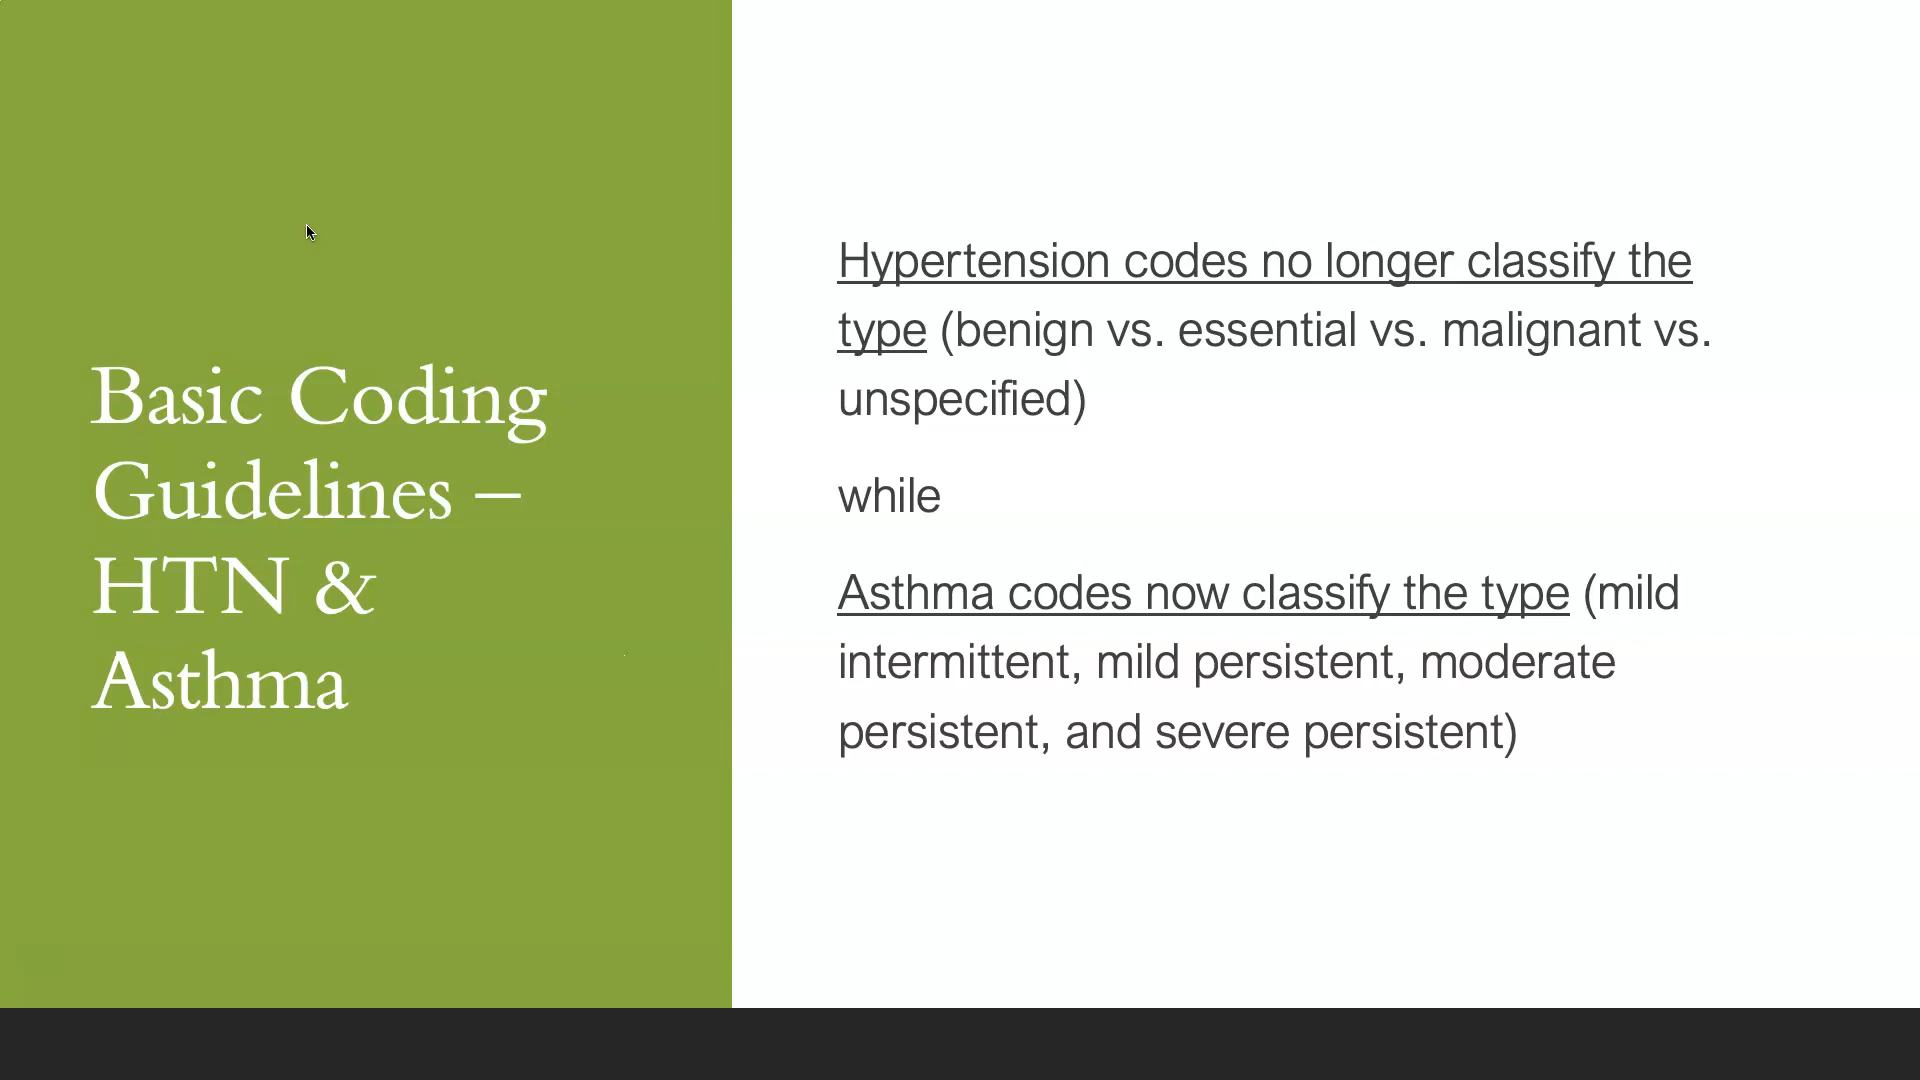 Basic Coding
Guidelines –
HTN &
Asthma
Hypertension codes no longer classify the
type (benign vs. essential vs. malignant vs.
unspecified)
while
Asthma codes now classify the type (mild
intermittent, mild persistent, moderate
persistent, and severe persistent)